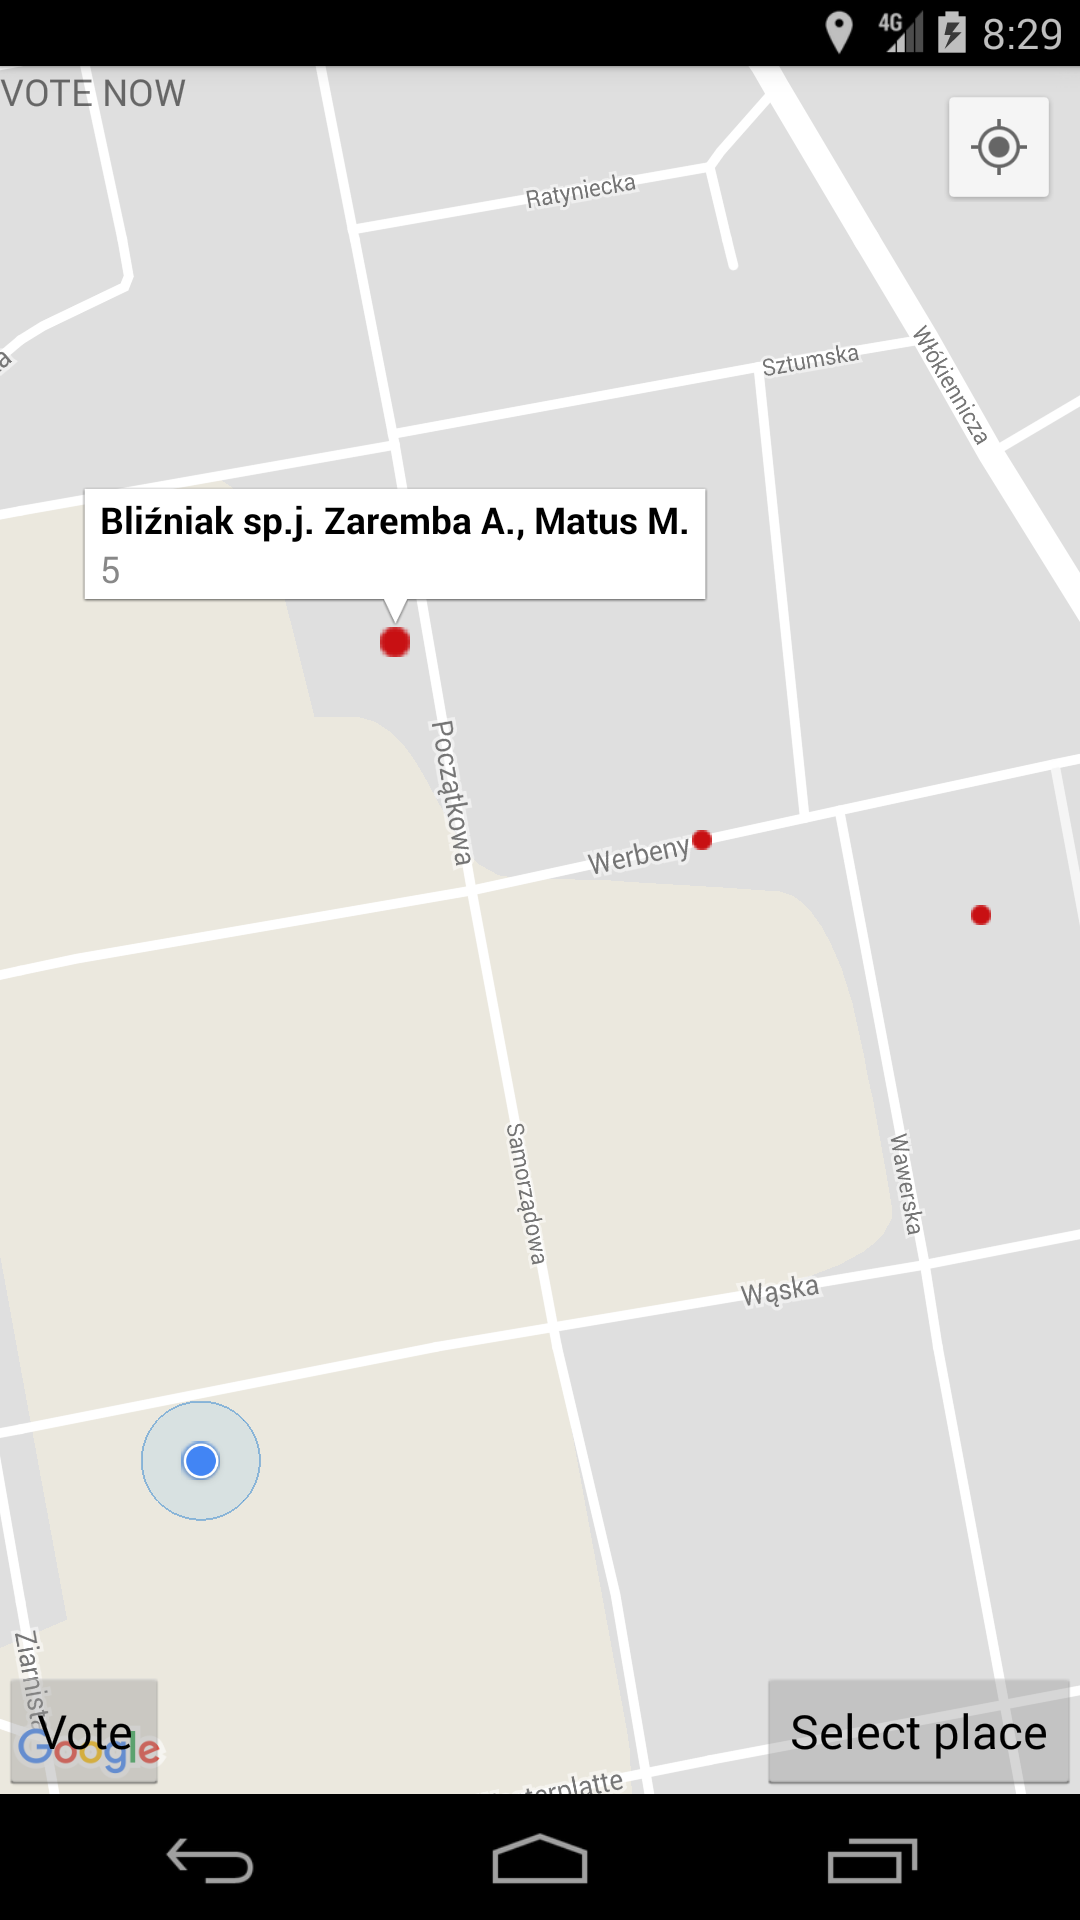 4G 8:29
VOTE NOW
Ratyniecka
Sztumska
Włókiennicza
Bliźniak sp.j. Zaremba A., Matus M.
5
Początkowa
Werbeny
Samorządowa
Wawerska
Wąska
Ziarnista
Vote
Google
Select place